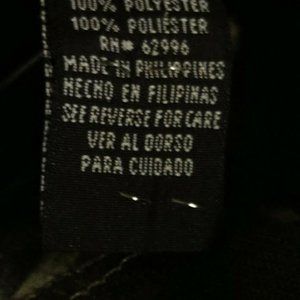 100% POLYESTER
100% POLIÉSTER
RN# 62996
MADE IN PHILIPPINES
HECHO EN FILIPINAS
SEE REVERSE FOR CARE
VER AL DORSO
PARA CUIDADO